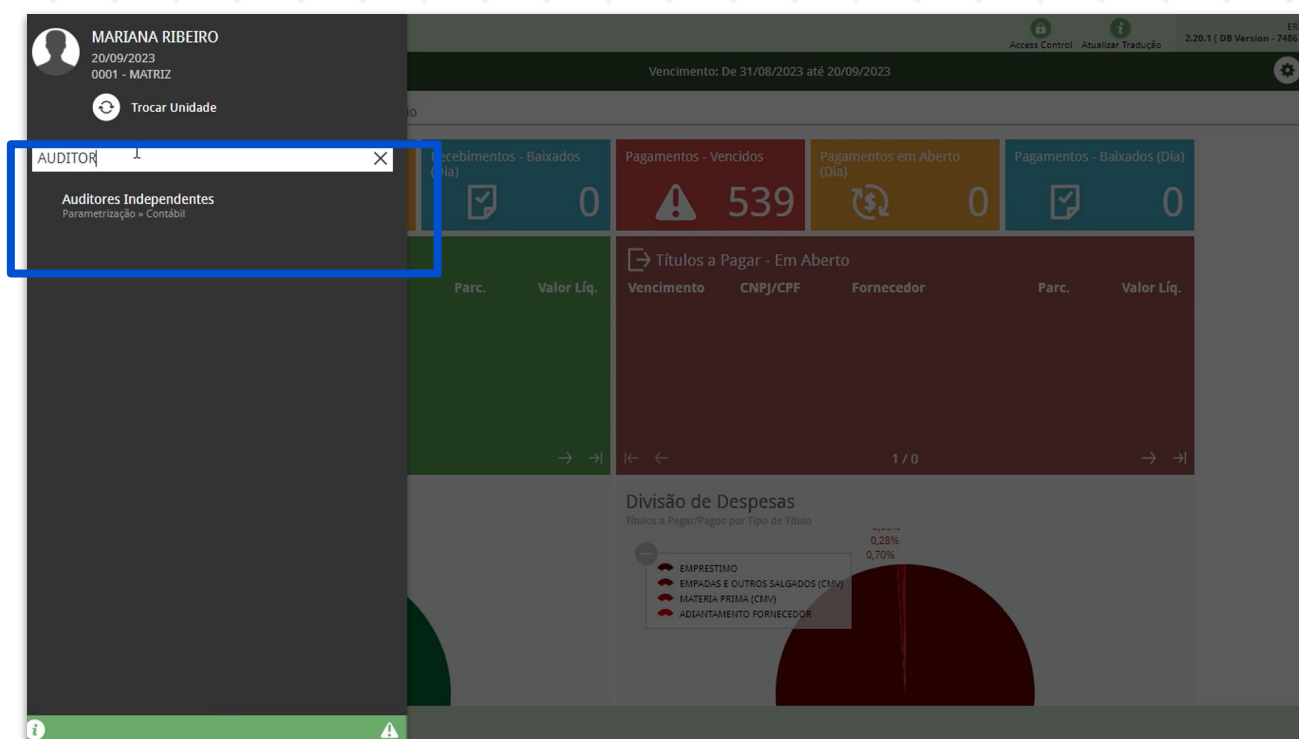 MARIANA RIBEIRO
20/09/2023
0001 - MATRIZ
Trocar Unidade
AUDITOR
Auditores Independentes
Parametrização » Contábil
Access Control
Atualizar Tradução
ER
2.20.1 ( DB Version - 7486
Vencimento: De 31/08/2023 até 20/09/2023
Recebimentos - Baixados
(Dia)
0
Pagamentos - Vencidos
539
Pagamentos em Aberto
(Dia)
0
Pagamentos - Baixados (Dia)
0
Parc. Valor Líq.
Títulos a Pagar - Em Aberto
Vencimento CNPJ/CPF Fornecedor Parc. Valor Líq.
1 / 0
Divisão de Despesas
Títulos a Pagar/Pagos por Tipo de Título
0,28%
0,70%
EMPRESTIMO
EMPADAS E OUTROS SALGADOS (CMV)
MATERIA PRIMA (CMV)
ADIANTAMENTO FORNECEDOR